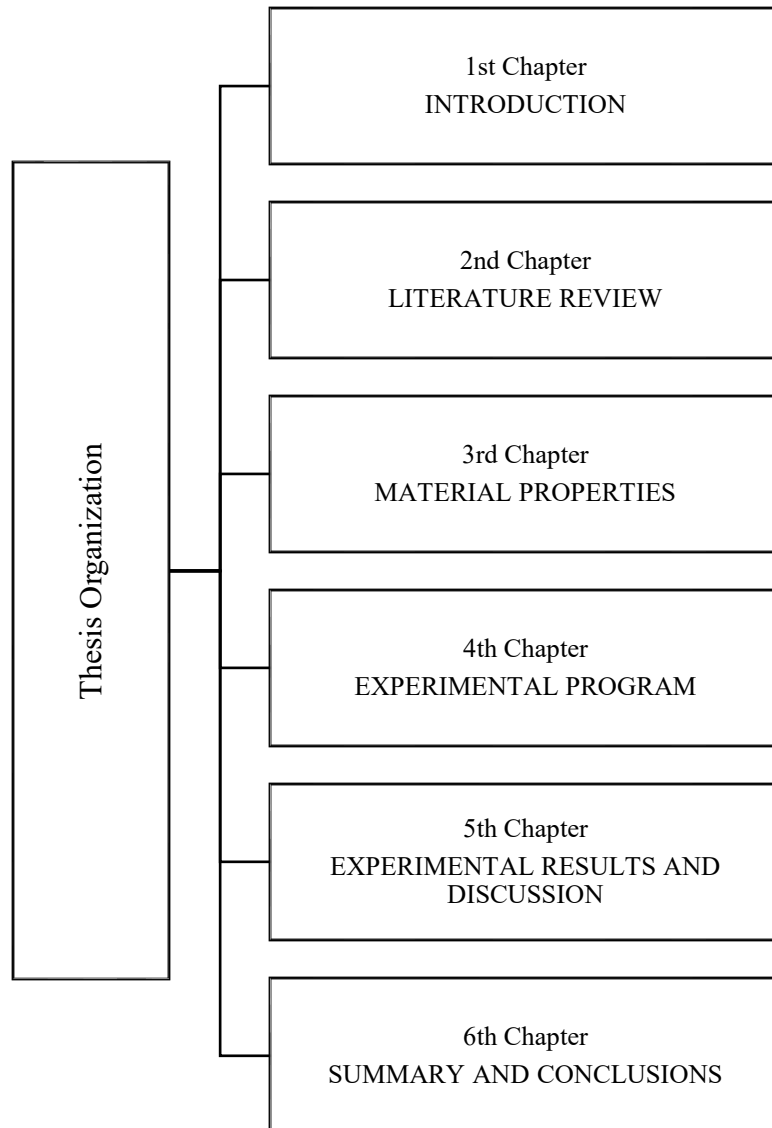 Thesis Organization
1st Chapter
INTRODUCTION
2nd Chapter
LITERATURE REVIEW
3rd Chapter
MATERIAL PROPERTIES
4th Chapter
EXPERIMENTAL PROGRAM
5th Chapter
EXPERIMENTAL RESULTS AND
DISCUSSION
6th Chapter
SUMMARY AND CONCLUSIONS